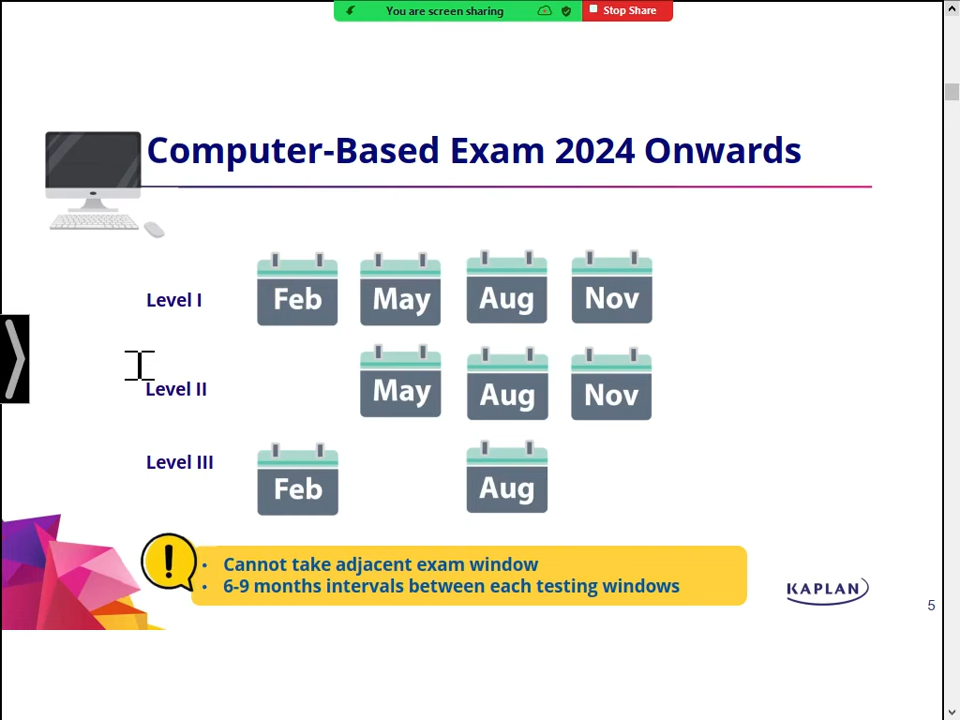 You are screen sharing Stop Share
Computer-Based Exam 2024 Onwards
Level I Feb May Aug Nov
Level II May Aug Nov
Level III Feb Aug
! • Cannot take adjacent exam window
• 6-9 months intervals between each testing windows
KAPLAN
5